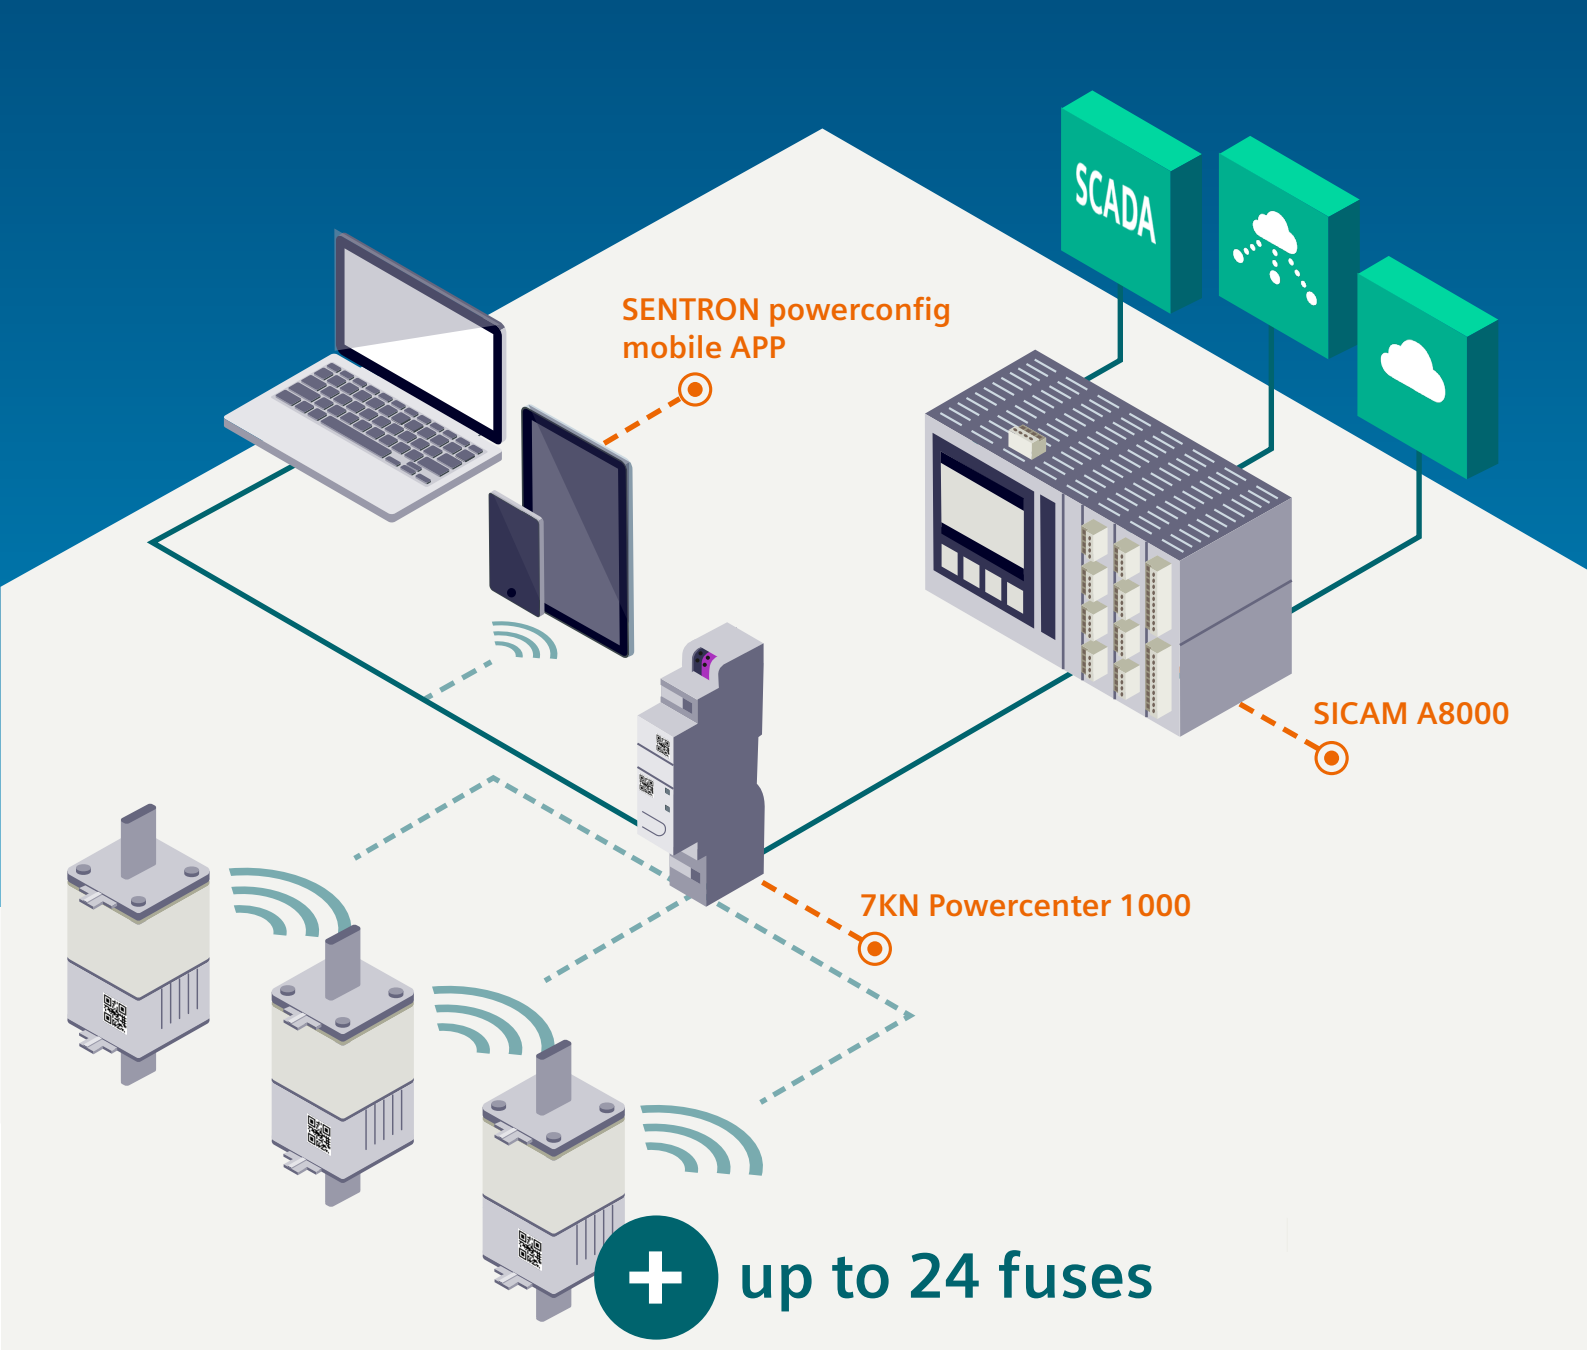 SCADA
SENTRON powerconfig
mobile APP
SICAM A8000
7KN Powercenter 1000
+ up to 24 fuses